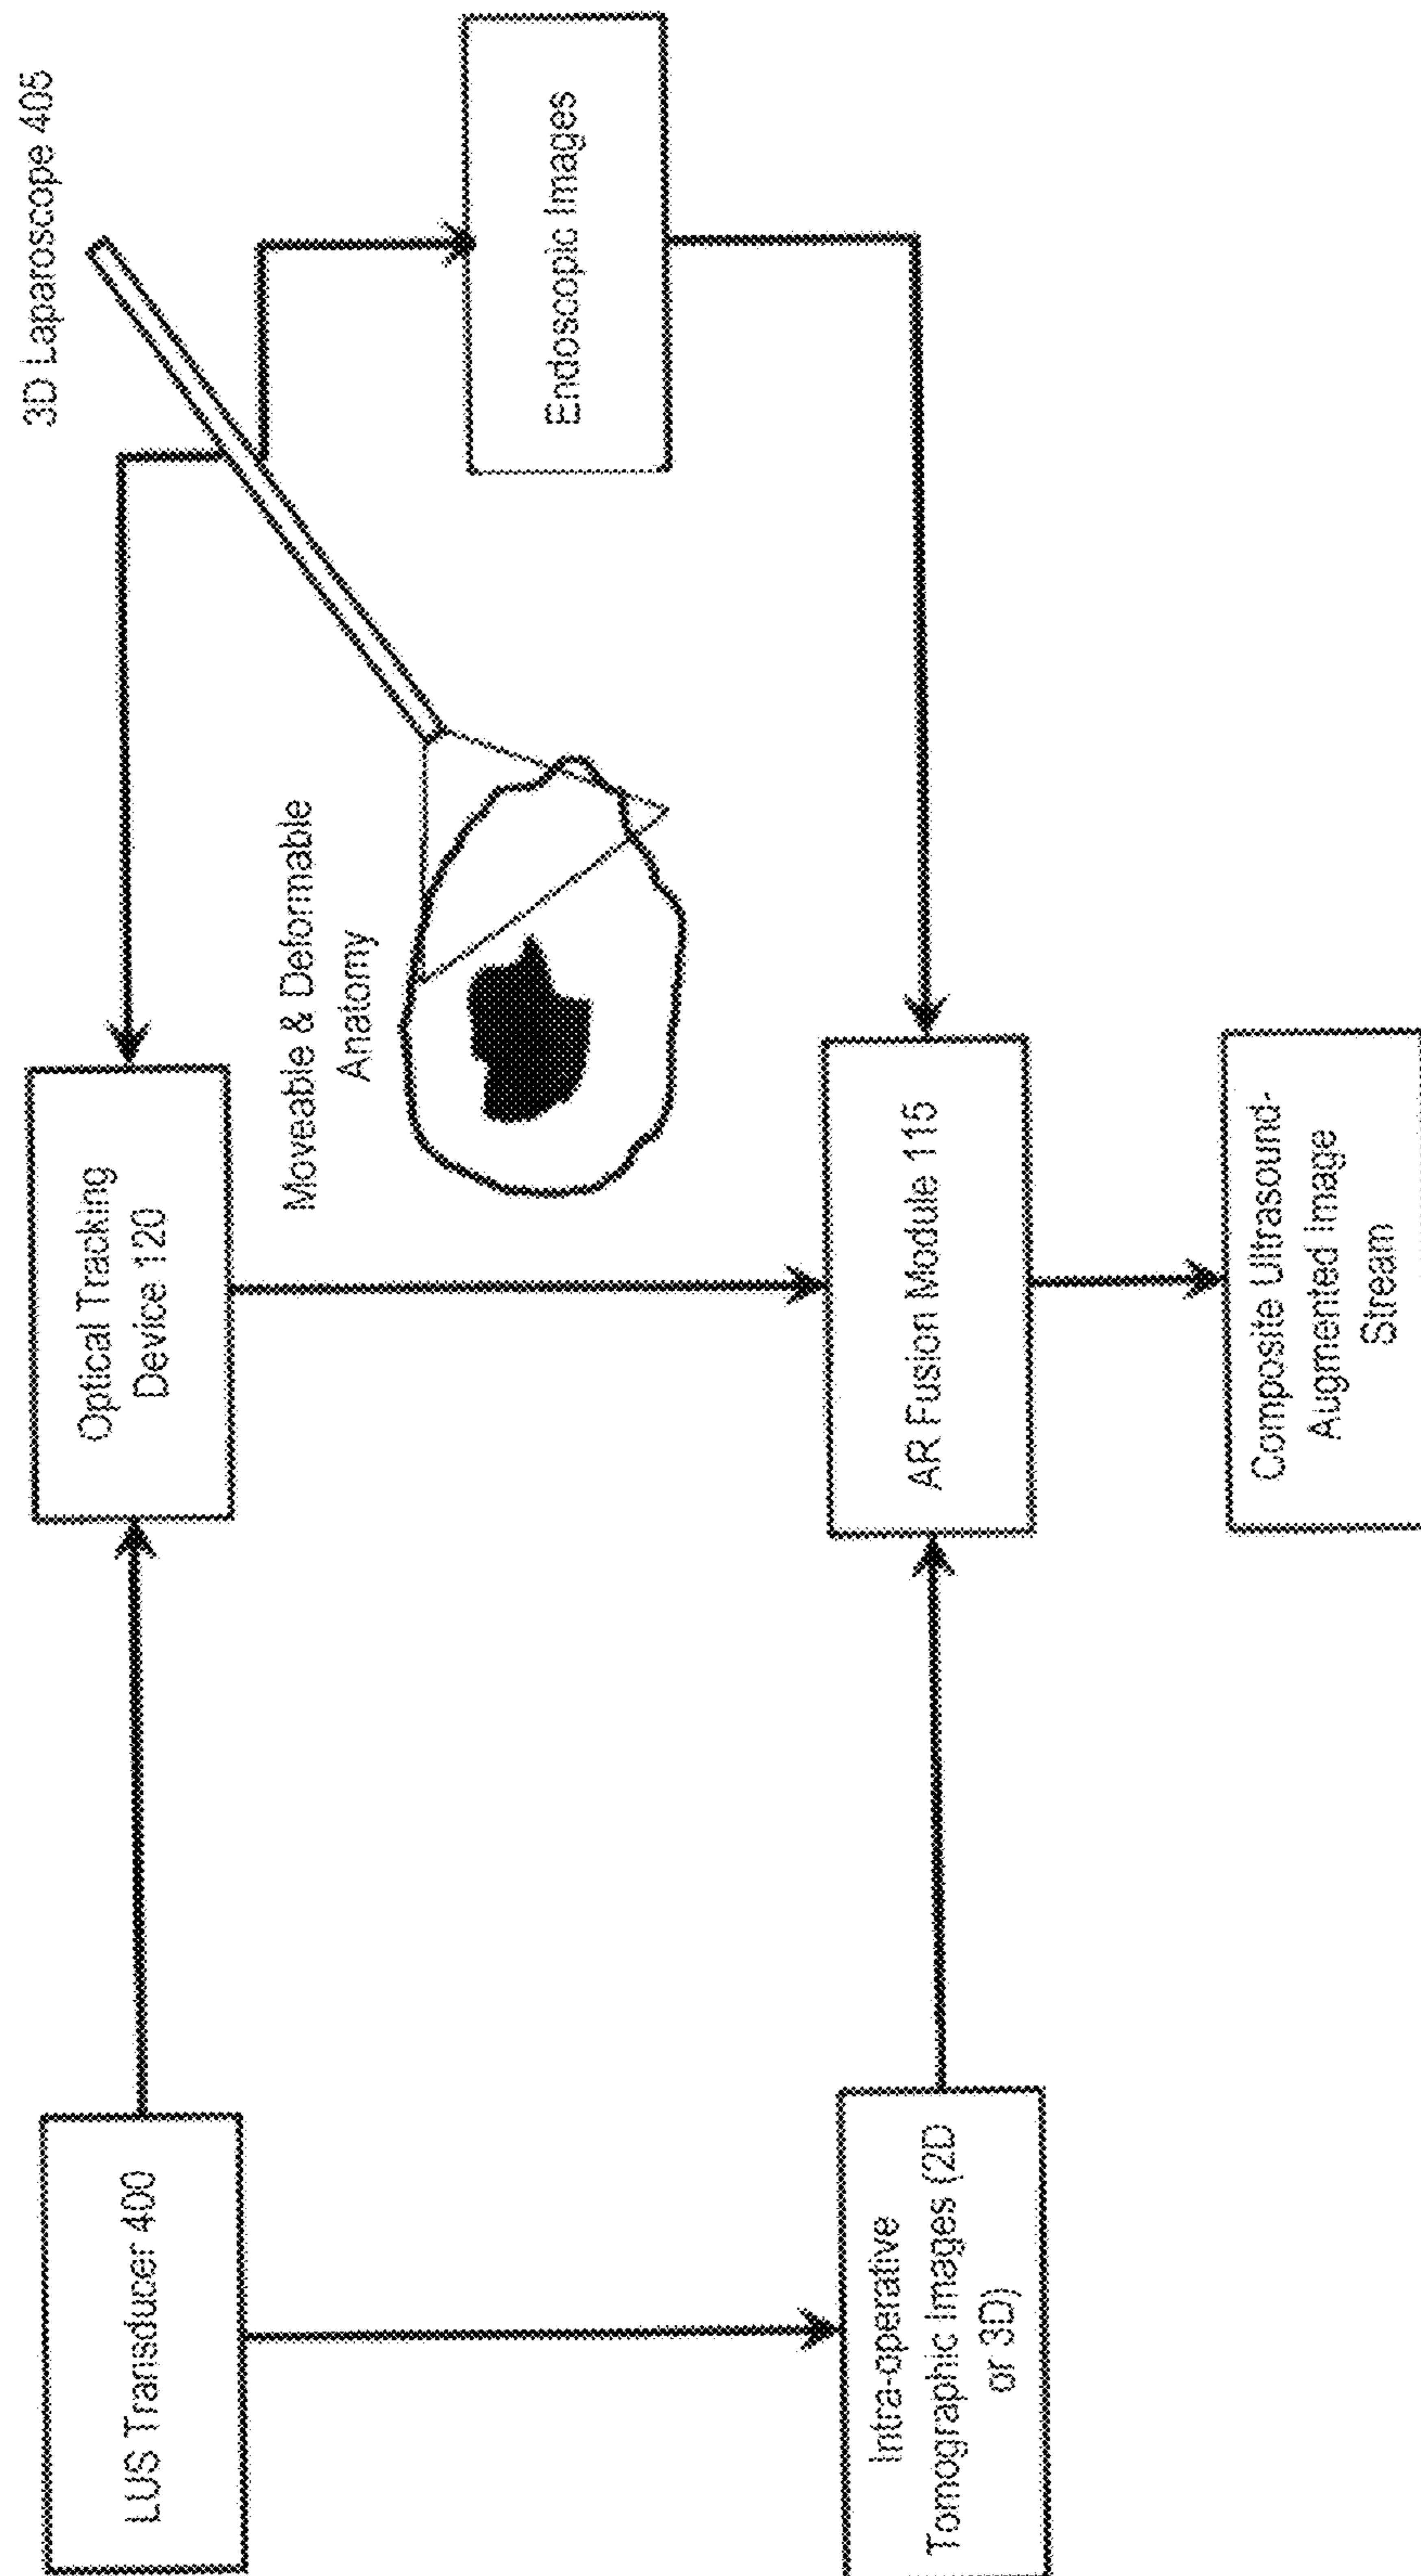 LUS Transducer 400
Optical Tracking
Device 120
3D Laparoscope 405
Moveable & Deformable
Anatomy
Endoscopic Images
Intra-operative
Tomographic Images (2D
or 3D)
AR Fusion Module 115
Composite Ultrasound-
Augmented Image
Stream